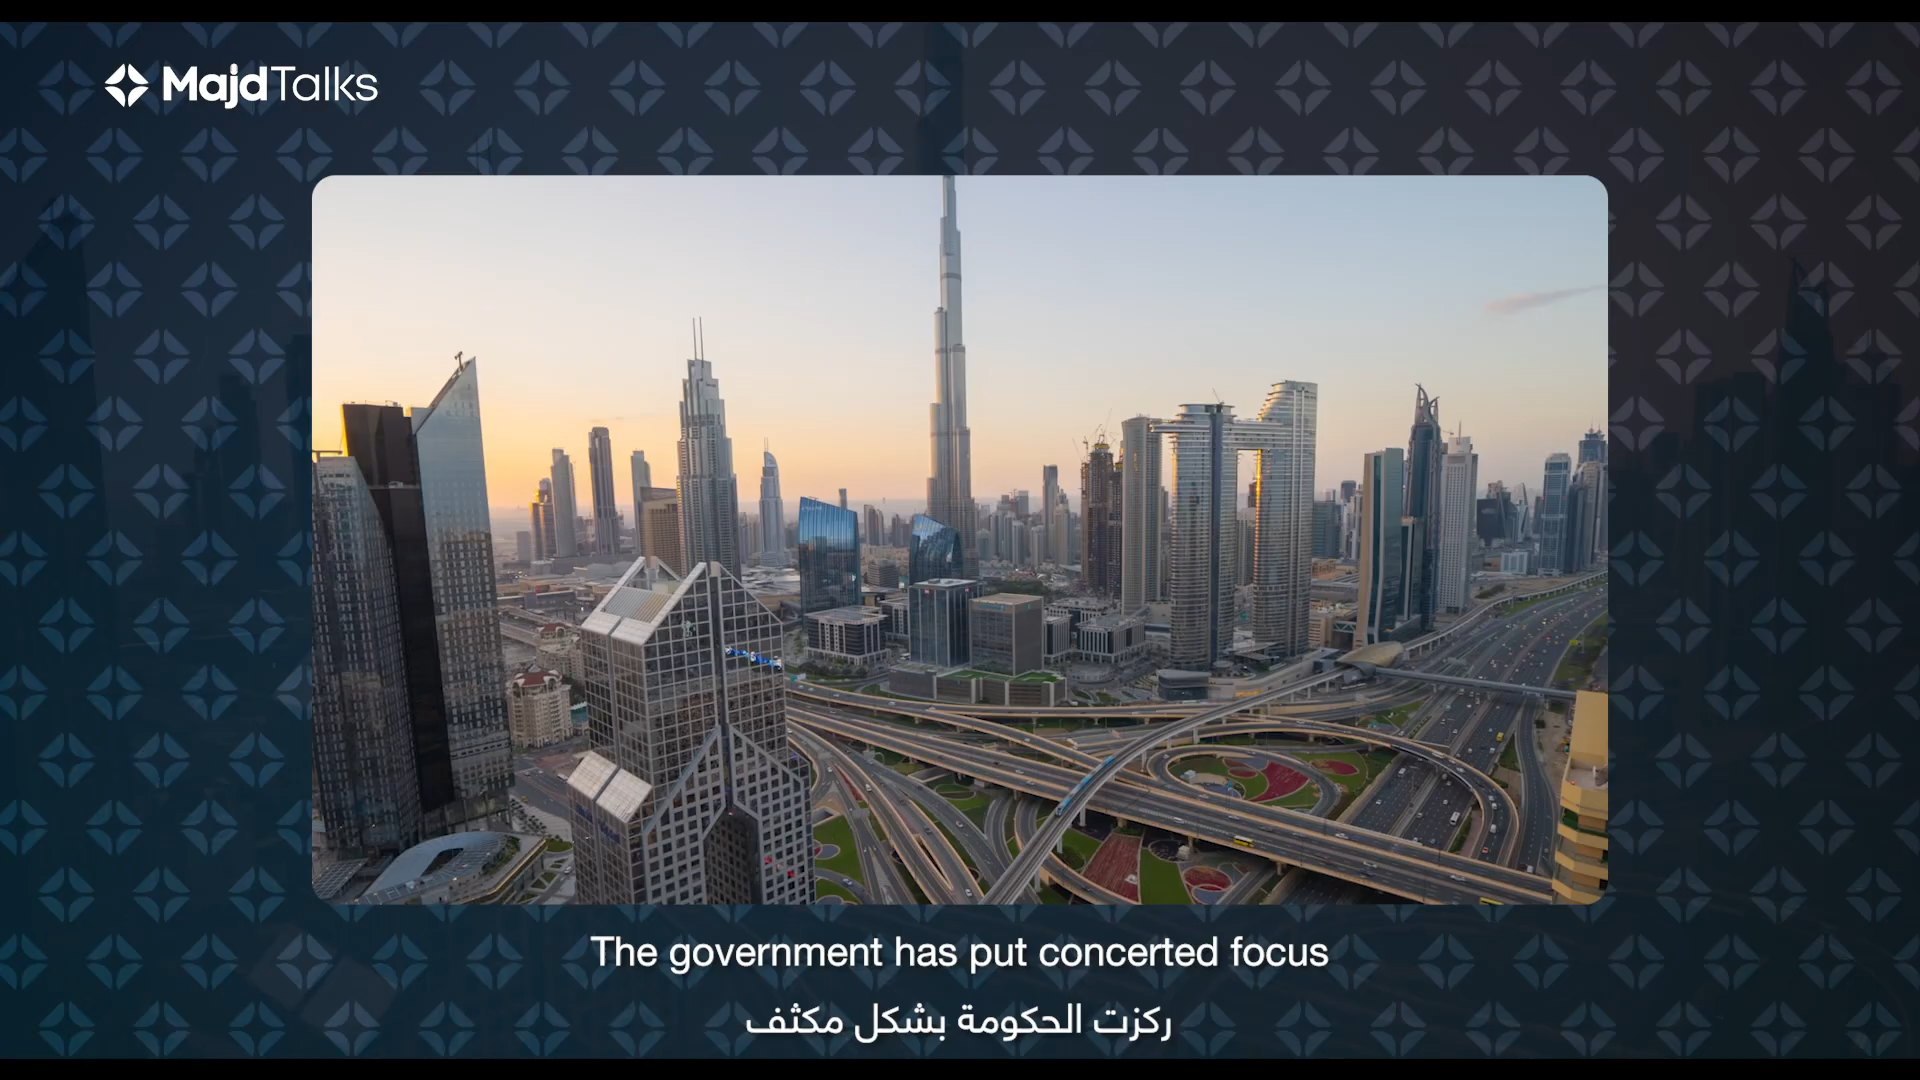 MajdTalks
The government has put concerted focus
ركزت الحكومة بشكل مكثف